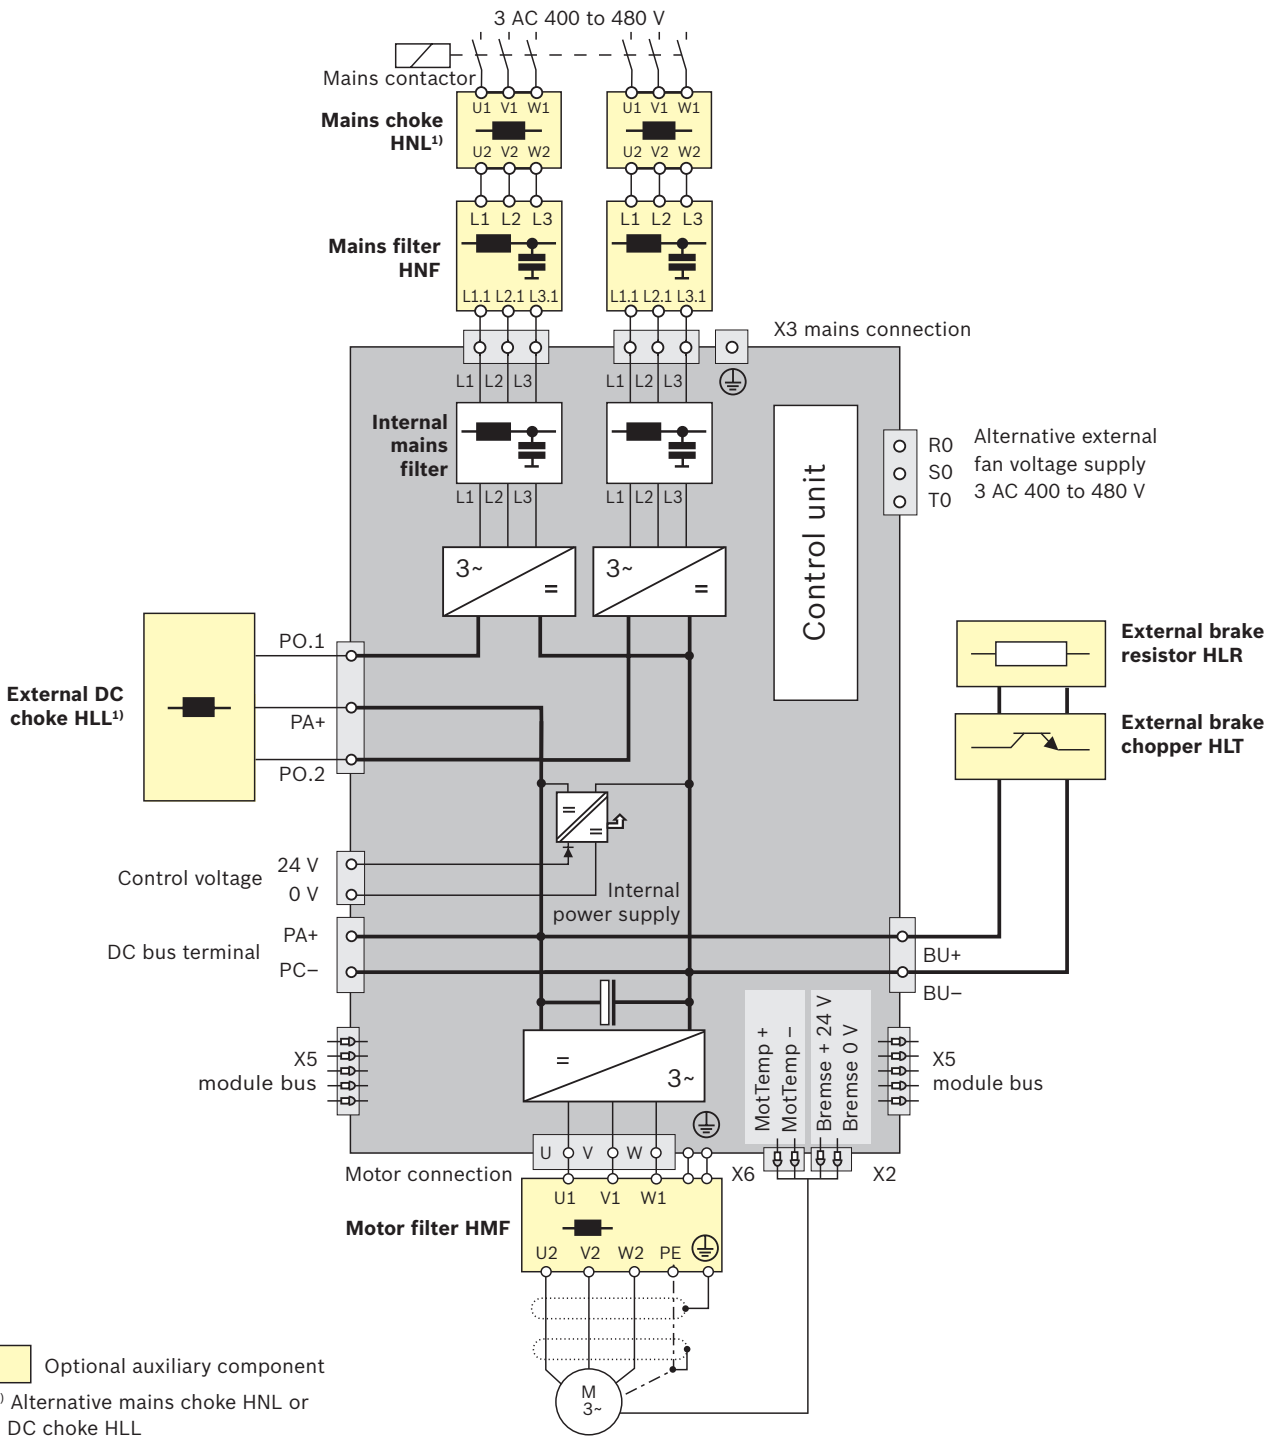 3 AC 400 to 480 V
Mains contactor
U1 V1 W1
U1 V1 W1
Mains choke
HNL¹⁾
U2 V2 W2
U2 V2 W2
L1 L2 L3
L1 L2 L3
Mains filter
HNF
L1.1 L2.1 L3.1
L1.1 L2.1 L3.1
X3 mains connection
L1 L2 L3
L1 L2 L3
Internal
mains
filter
L1 L2 L3
L1 L2 L3
Control unit
R0
S0
T0
Alternative external
fan voltage supply
3 AC 400 to 480 V
3~ =
3~ =
External DC
choke HLL¹⁾
PO.1
PA+
PO.2
External brake
resistor HLR
External brake
chopper HLT
= =
Control voltage
24 V
0 V
Internal
power supply
DC bus terminal
PA+
PC–
BU+
BU–
X5
module bus
= 3~
MotTemp +
MotTemp –
Bremse + 24 V
Bremse 0 V
X5
module bus
U V W
Motor connection
X6
X2
U1 V1 W1
Motor filter HMF
U2 V2 W2 PE
M
3~
Optional auxiliary component
¹⁾ Alternative mains choke HNL or
DC choke HLL